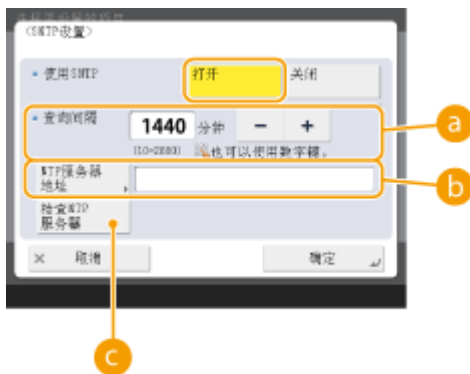 <SNTP设置>
使用SNTP
打开
关闭
查询间隔
1440 分钟 - +
(10-2880) 也可以使用数字键。
NTP服务器
地址
检查NTP
服务器
× 取消
确定
a
b
c